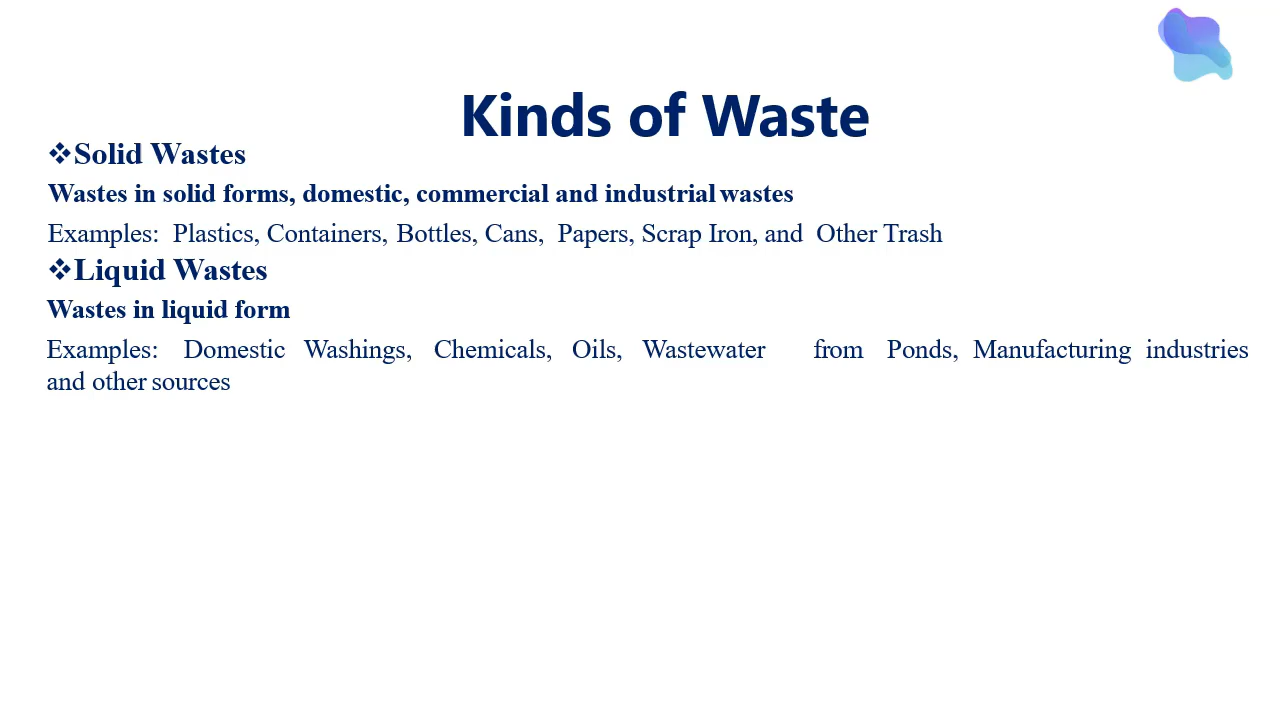 Kinds of Waste
❖Solid Wastes
Wastes in solid forms, domestic, commercial and industrial wastes
Examples: Plastics, Containers, Bottles, Cans, Papers, Scrap Iron, and Other Trash
❖Liquid Wastes
Wastes in liquid form
Examples: Domestic Washings, Chemicals, Oils, Wastewater from Ponds, Manufacturing industries
and other sources